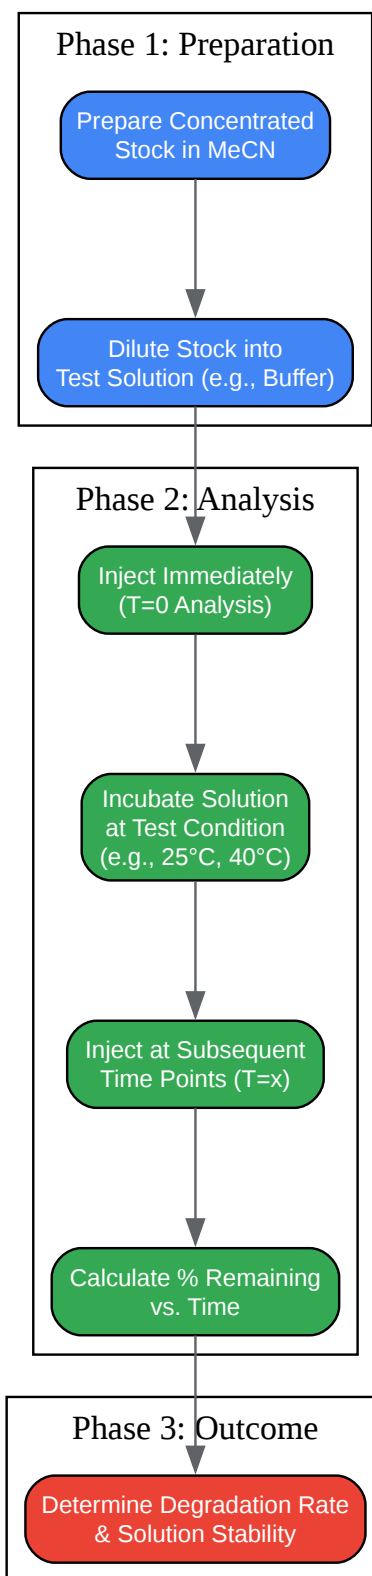 Phase 1: Preparation
Prepare Concentrated
Stock in MeCN
Dilute Stock into
Test Solution (e.g., Buffer)
Phase 2: Analysis
Inject Immediately
(T=0 Analysis)
Incubate Solution
at Test Condition
(e.g., 25°C, 40°C)
Inject at Subsequent
Time Points (T=x)
Calculate % Remaining
vs. Time
Phase 3: Outcome
Determine Degradation Rate
& Solution Stability